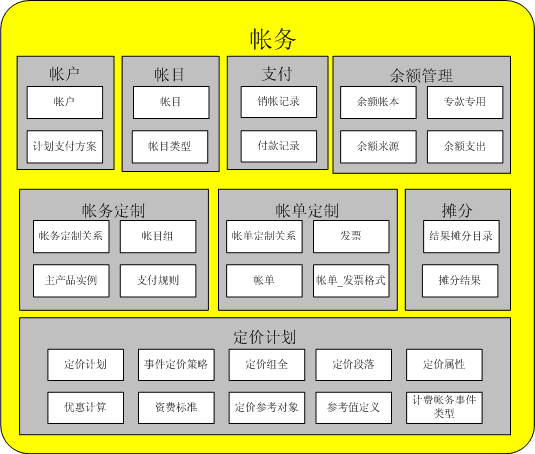 帐务
帐户
帐目
支付
余额管理
帐户
帐目
销帐记录
余额帐本
专款专用
计划支付方案
帐目类型
付款记录
余额来源
余额支出
帐务定制
帐单定制
摊分
帐务定制关系
帐目组
帐单定制关系
发票
结果摊分目录
主产品实例
支付规则
帐单
帐单_发票格式
摊分结果
定价计划
定价计划
事件定价策略
定价组全
定价段落
定价属性
优惠计算
资费标准
定价参考对象
参考值定义
计费帐务事件
类型